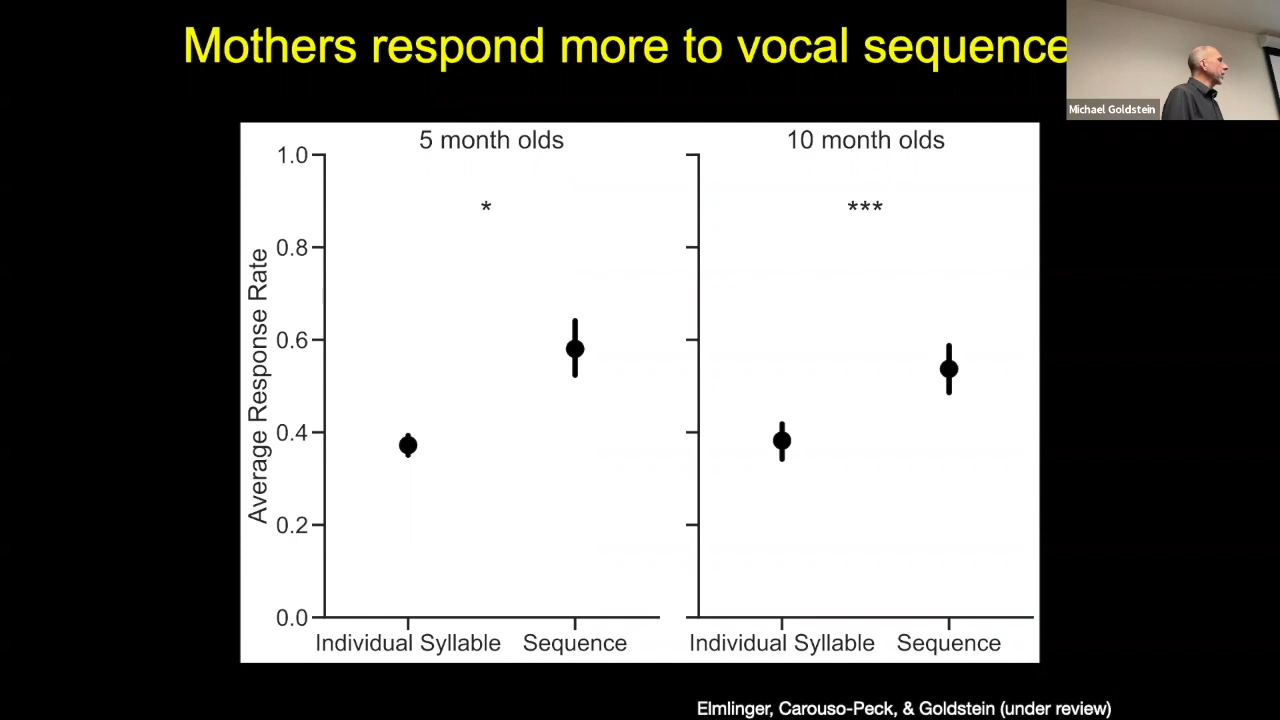 Mothers respond more to vocal sequence
Michael Goldstein
5 month olds
10 month olds
*
***
Average Response Rate
1.0
0.8
0.6
0.4
0.2
0.0
Individual Syllable
Sequence
Individual Syllable
Sequence
Elmlinger, Carouso-Peck, & Goldstein (under review)